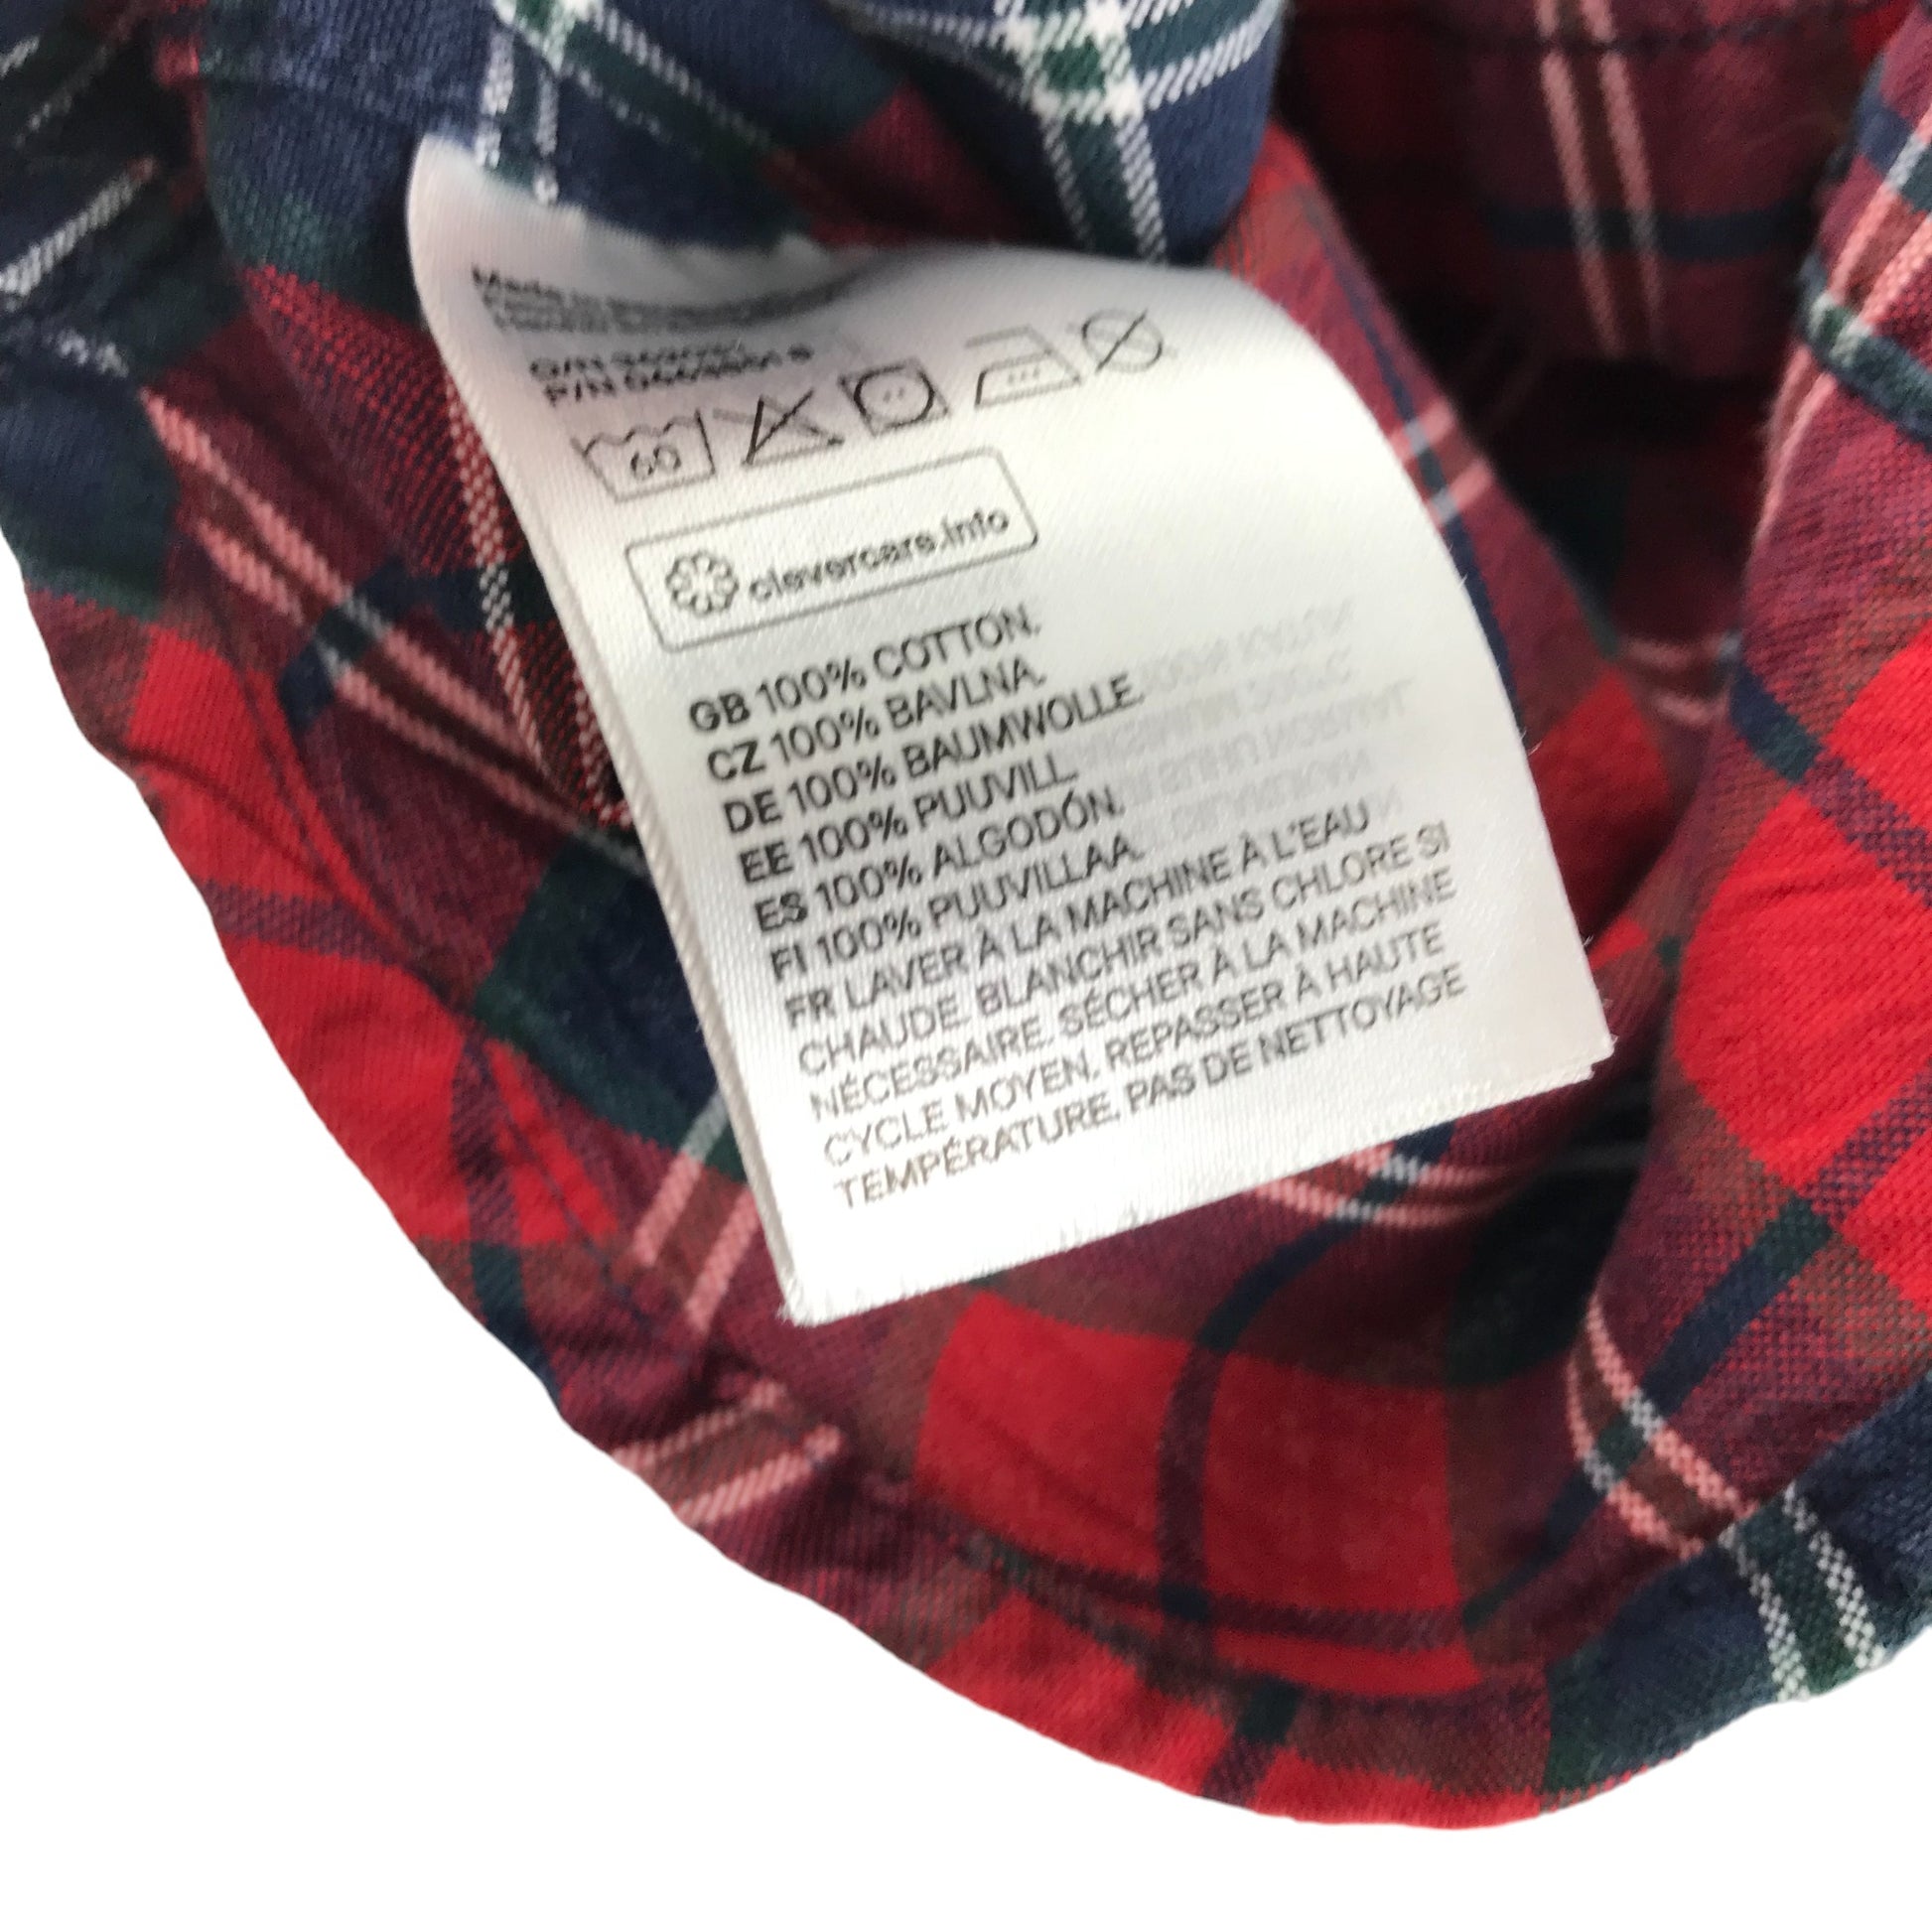 Made in
60
clevercare.info
GB 100% COTTON.
CZ 100% BAVLNA.
DE 100% BAUMWOLLE.
EE 100% PUUVILL.
ES 100% ALGODÓN.
FI 100% PUUVILLAA.
FR LAVER À LA MACHINE À L'EAU
CHAUDE. BLANCHIR SANS CHLORE SI
NÉCESSAIRE. SÉCHER À LA MACHINE
CYCLE MOYEN. REPASSER À HAUTE
TEMPÉRATURE. PAS DE NETTOYAGE